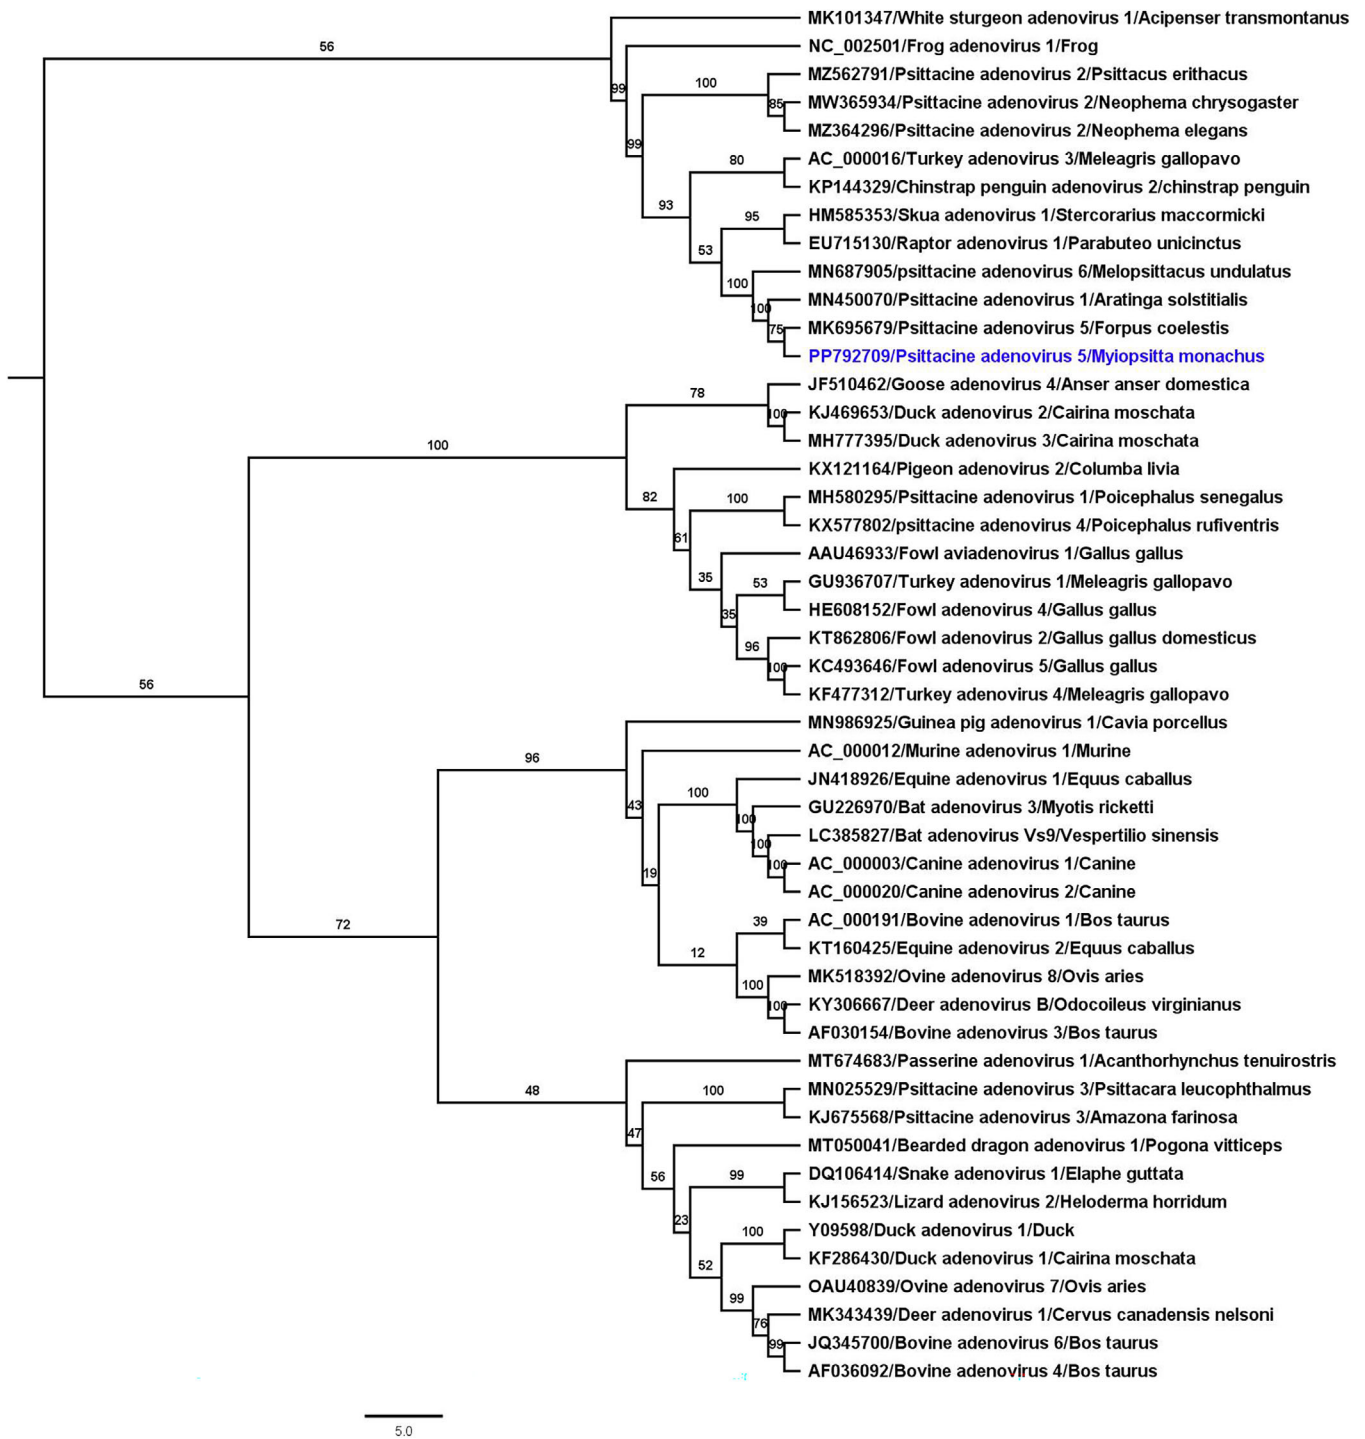 MK101347/White sturgeon adenovirus 1/Acipenser transmontanus
56
NC_002501/Frog adenovirus 1/Frog
MZ562791/Psittacine adenovirus 2/Psittacus erithacus
99
100
85
MW365934/Psittacine adenovirus 2/Neophema chrysogaster
MZ364296/Psittacine adenovirus 2/Neophema elegans
99
AC_000016/Turkey adenovirus 3/Meleagris gallopavo
80
KP144329/Chinstrap penguin adenovirus 2/chinstrap penguin
93
HM585353/Skua adenovirus 1/Stercorarius maccormicki
95
EU715130/Raptor adenovirus 1/Parabuteo unicinctus
53
MN687905/psittacine adenovirus 6/Melopsittacus undulatus
100
MN450070/Psittacine adenovirus 1/Aratinga solstitialis
100
MK695679/Psittacine adenovirus 5/Forpus coelestis
75
PP792709/Psittacine adenovirus 5/Myiopsitta monachus
JF510462/Goose adenovirus 4/Anser anser domestica
78
KJ469653/Duck adenovirus 2/Cairina moschata
100
MH777395/Duck adenovirus 3/Cairina moschata
100
KX121164/Pigeon adenovirus 2/Columba livia
82
MH580295/Psittacine adenovirus 1/Poicephalus senegalus
100
KX577802/psittacine adenovirus 4/Poicephalus rufiventris
61
AAU46933/Fowl aviadenovirus 1/Gallus gallus
35
GU936707/Turkey adenovirus 1/Meleagris gallopavo
53
HE608152/Fowl adenovirus 4/Gallus gallus
35
KT862806/Fowl adenovirus 2/Gallus gallus domesticus
96
KC493646/Fowl adenovirus 5/Gallus gallus
100
KF477312/Turkey adenovirus 4/Meleagris gallopavo
56
MN986925/Guinea pig adenovirus 1/Cavia porcellus
96
AC_000012/Murine adenovirus 1/Murine
JN418926/Equine adenovirus 1/Equus caballus
43
100
GU226970/Bat adenovirus 3/Myotis ricketti
100
LC385827/Bat adenovirus Vs9/Vespertilio sinensis
100
AC_000003/Canine adenovirus 1/Canine
100
19
AC_000020/Canine adenovirus 2/Canine
72
AC_000191/Bovine adenovirus 1/Bos taurus
39
KT160425/Equine adenovirus 2/Equus caballus
12
MK518392/Ovine adenovirus 8/Ovis aries
100
KY306667/Deer adenovirus B/Odocoileus virginianus
100
AF030154/Bovine adenovirus 3/Bos taurus
MT674683/Passerine adenovirus 1/Acanthorhynchus tenuirostris
48
MN025529/Psittacine adenovirus 3/Psittacara leucophthalmus
100
KJ675568/Psittacine adenovirus 3/Amazona farinosa
47
MT050041/Bearded dragon adenovirus 1/Pogona vitticeps
56
DQ106414/Snake adenovirus 1/Elaphe guttata
99
KJ156523/Lizard adenovirus 2/Heloderma horridum
23
Y09598/Duck adenovirus 1/Duck
100
KF286430/Duck adenovirus 1/Cairina moschata
52
OAU40839/Ovine adenovirus 7/Ovis aries
99
MK343439/Deer adenovirus 1/Cervus canadensis nelsoni
76
JQ345700/Bovine adenovirus 6/Bos taurus
99
AF036092/Bovine adenovirus 4/Bos taurus
5.0